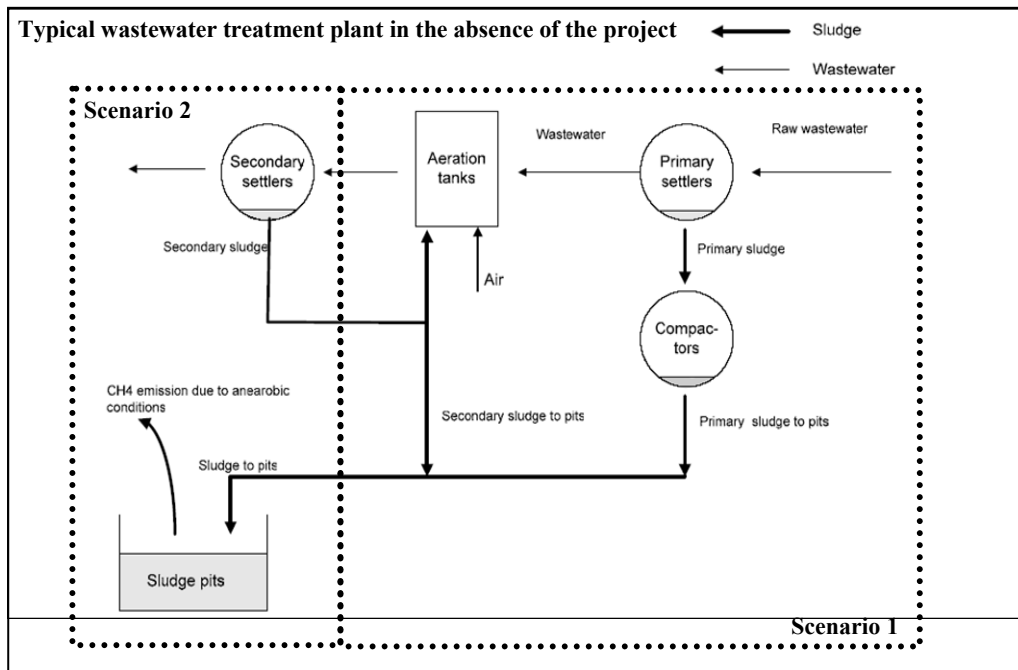 Typical wastewater treatment plant in the absence of the project
Sludge
Wastewater
Scenario 2
Secondary
settlers
Aeration
tanks
Wastewater
Primary
settlers
Raw wastewater
Secondary sludge
Air
Primary sludge
Compac-
tors
CH4 emission due to anearobic
conditions
Secondary sludge to pits
Primary sludge to pits
Sludge to pits
Sludge pits
Scenario 1